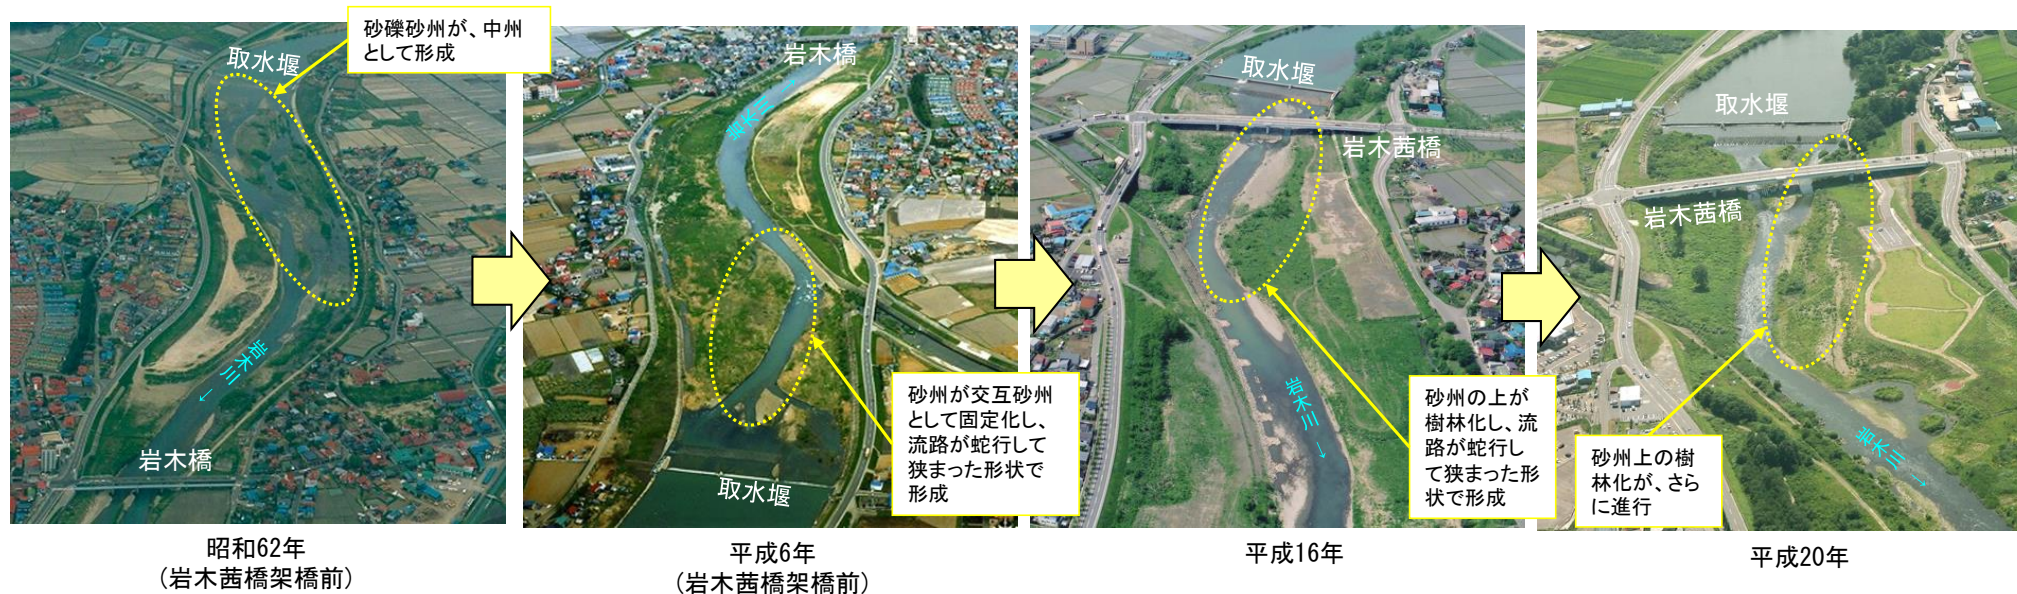 砂礫砂州が、中州
として形成
取水堰
岩木川
←
岩木橋
昭和62年
（岩木茜橋架橋前）
岩木橋
岩木川
←
砂州が交互砂州
として固定化し、
流路が蛇行して
狭まった形状で
形成
取水堰
平成6年
（岩木茜橋架橋前）
取水堰
岩木茜橋
岩木川
→
砂州の上が
樹林化し、流
路が蛇行し
て狭まった形
状で形成
平成16年
取水堰
岩木茜橋
岩木川
→
砂州上の樹
林化が、さら
に進行
平成20年